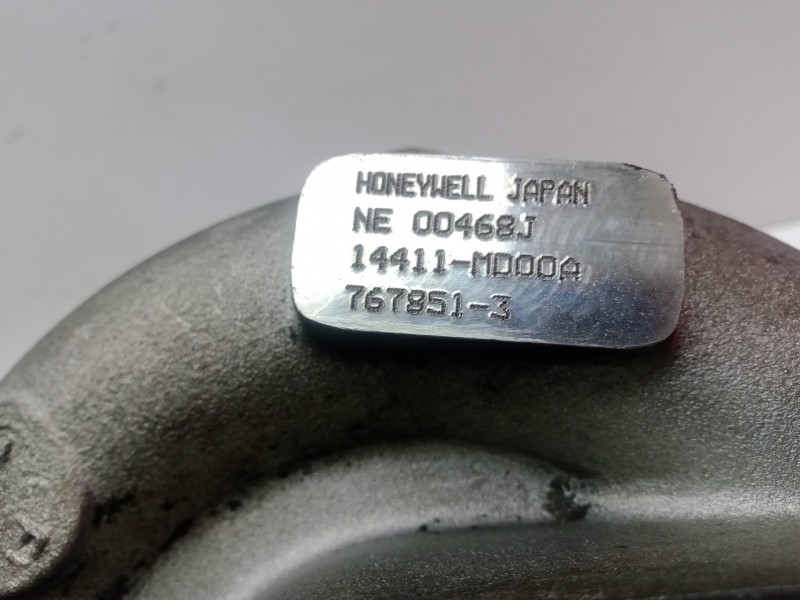 HONEYWELL JAPAN
NE 00468J
14411-MD00A
767851-3